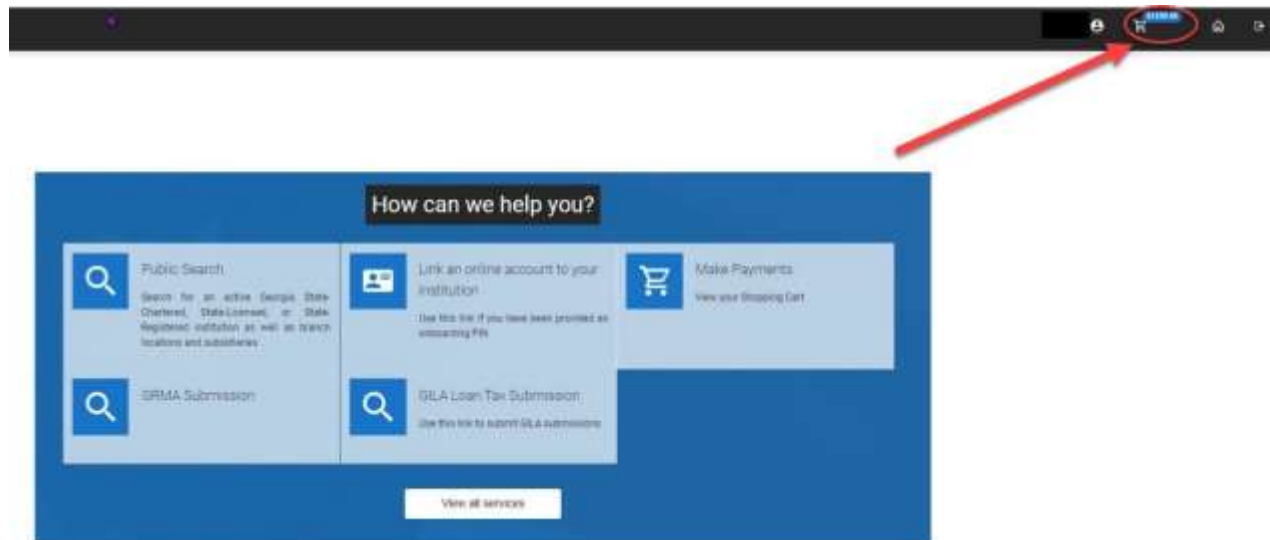 How can we help you?
Public Search
Search for an active Georgia State
Chartered, State-Licensed, or State
Registered institution as well as branch
locations and subsidiaries
Link an online account to your
institution
Use this link if you have been provided an
onboarding PIN
Make Payments
View your Shopping Cart
GRMA Submission
GILA Loan Tax Submission
Use this link to submit GILA submissions
View all services